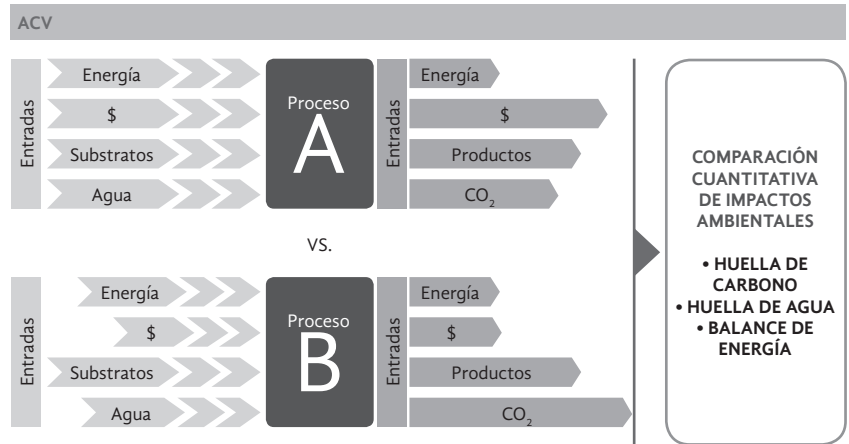 ACV
Entradas
Energía
$
Substratos
Agua
Proceso
A
Entradas
Energía
$
Productos
CO₂
VS.
Entradas
Energía
$
Substratos
Agua
Proceso
B
Entradas
Energía
$
Productos
CO₂
COMPARACIÓN
CUANTITATIVA
DE IMPACTOS
AMBIENTALES
• HUELLA DE
CARBONO
• HUELLA DE AGUA
• BALANCE DE
ENERGÍA